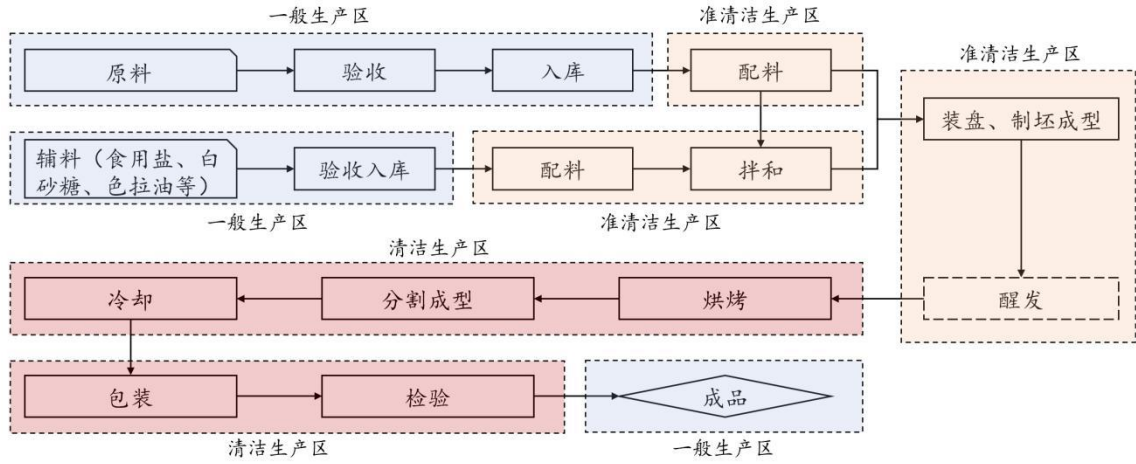 一般生产区
准清洁生产区
原料
验收
入库
配料
准清洁生产区
装盘、制坯成型
辅料（食用盐、白
砂糖、色拉油等）
验收入库
配料
拌和
一般生产区
准清洁生产区
清洁生产区
冷却
分割成型
烘烤
醒发
包装
检验
成品
清洁生产区
一般生产区